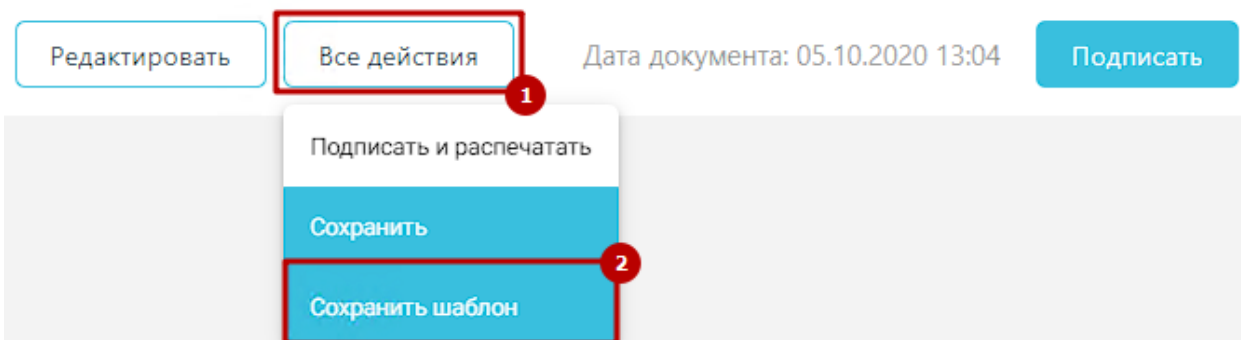 Редактировать Все действия Дата документа: 05.10.2020 13:04 Подписать
1
Подписать и распечатать
Сохранить
2
Сохранить шаблон